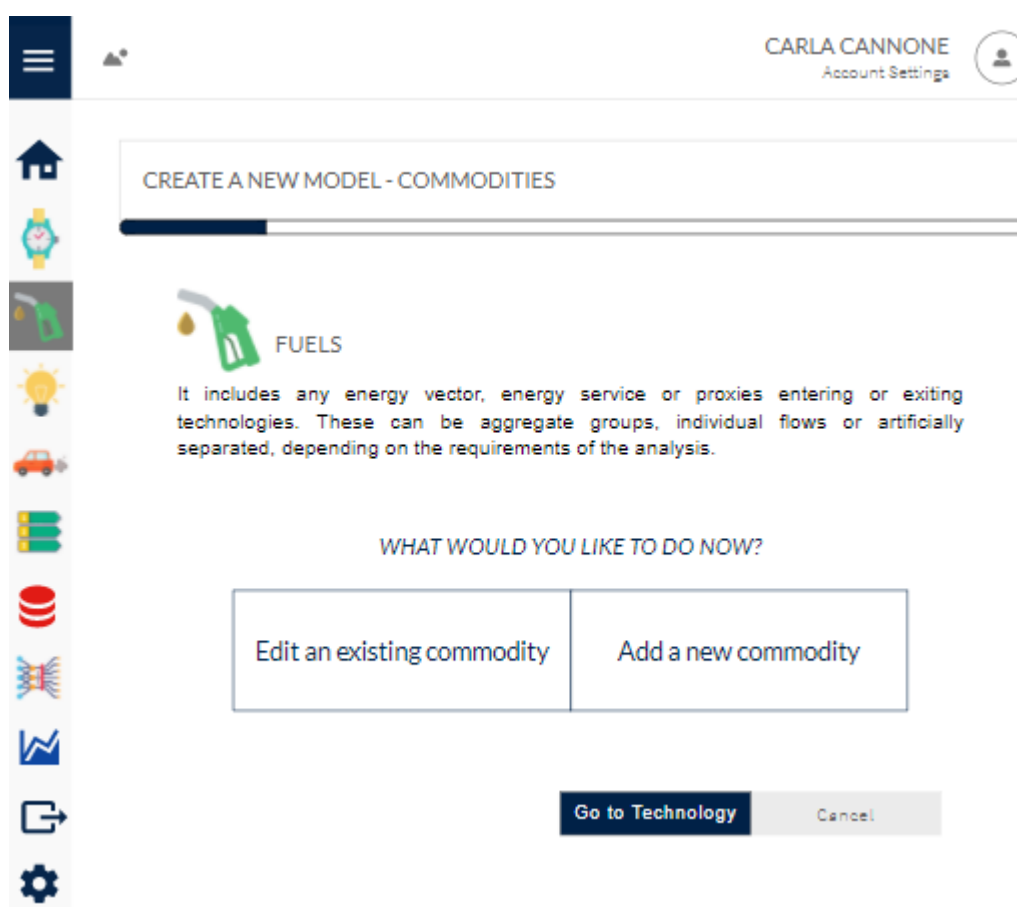 CARLA CANNONE
Account Settings
CREATE A NEW MODEL - COMMODITIES
FUELS
It includes any energy vector, energy service or proxies entering or exiting
technologies. These can be aggregate groups, individual flows or artificially
separated, depending on the requirements of the analysis.
WHAT WOULD YOU LIKE TO DO NOW?
Edit an existing commodity
Add a new commodity
Go to Technology
Cancel